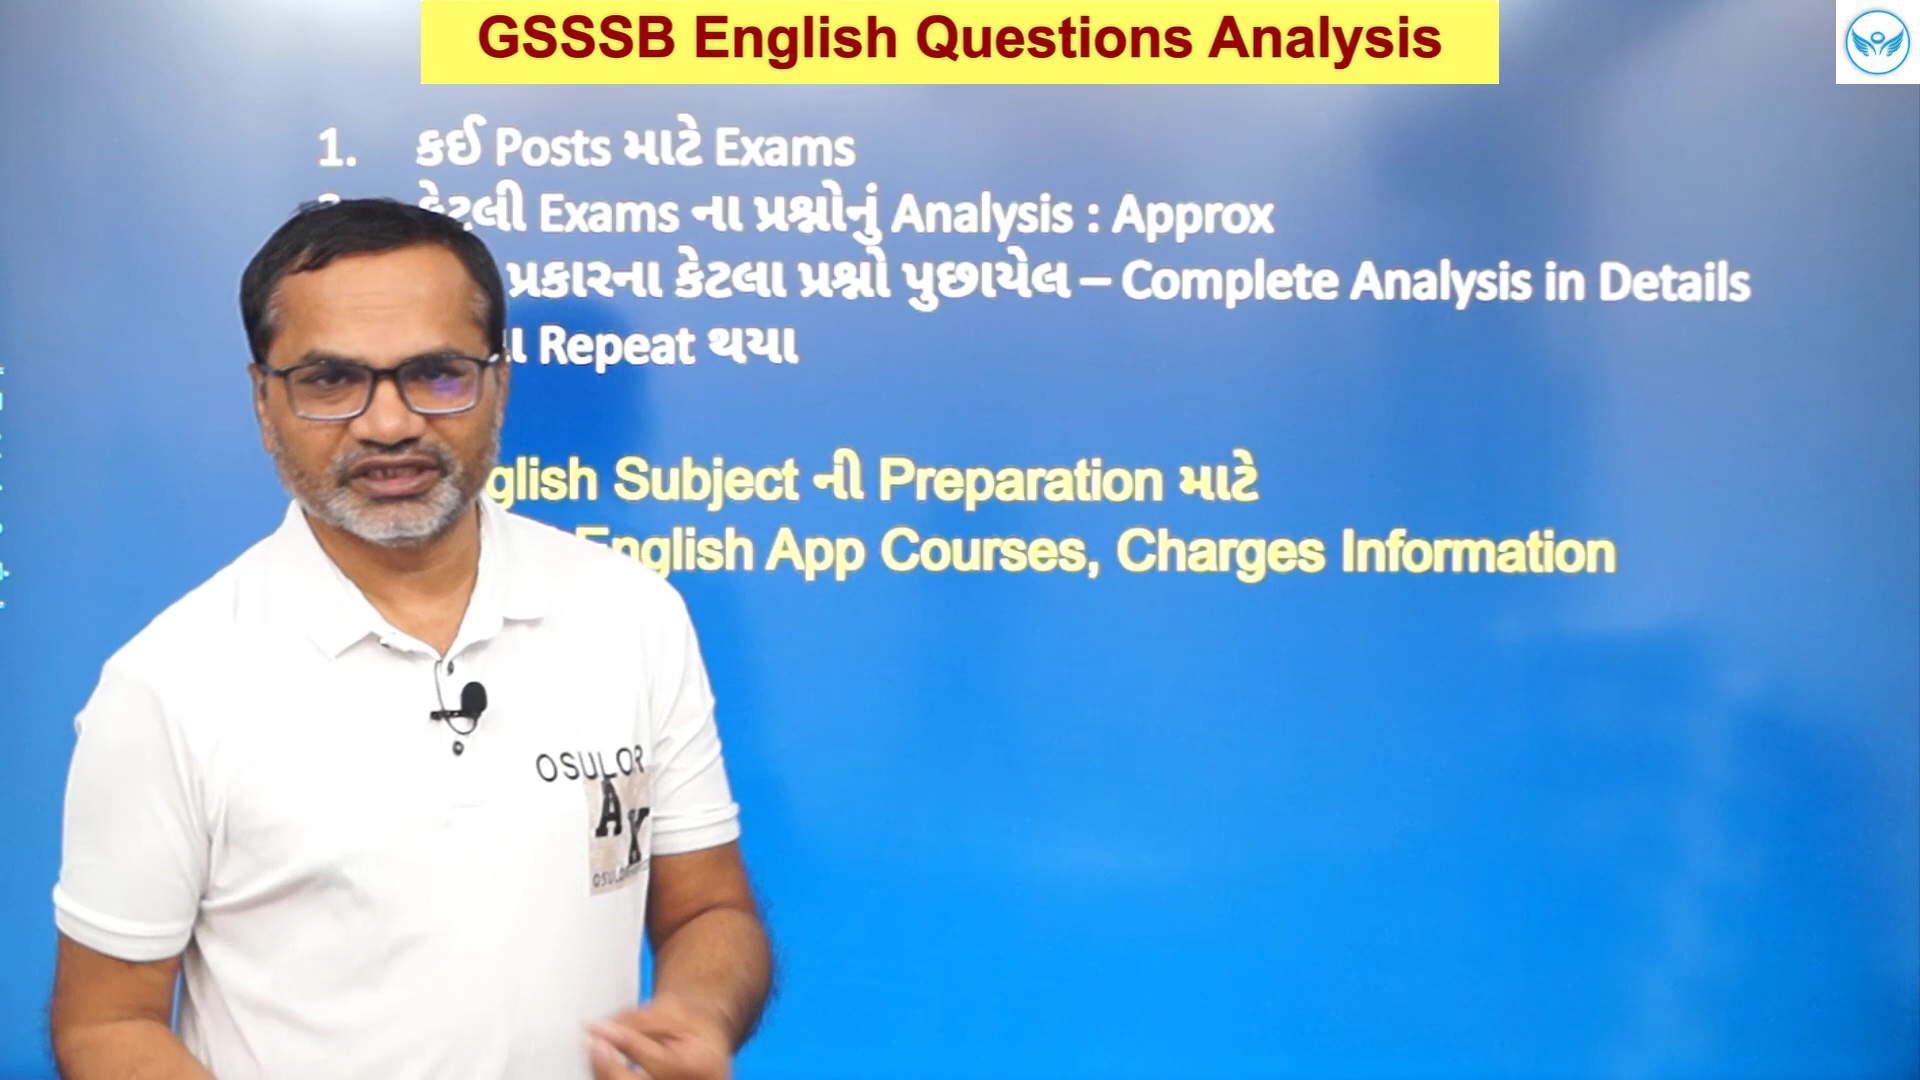 GSSSB English Questions Analysis
1. કઈ Posts માટે Exams
કેટલી Exams ના પ્રશ્નોનું Analysis : Approx
પ્રકારના કેટલા પ્રશ્નો પુછાયેલ – Complete Analysis in Details
Repeat થયા
Subject ની Preparation માટે
English App Courses, Charges Information
OSULOR
A